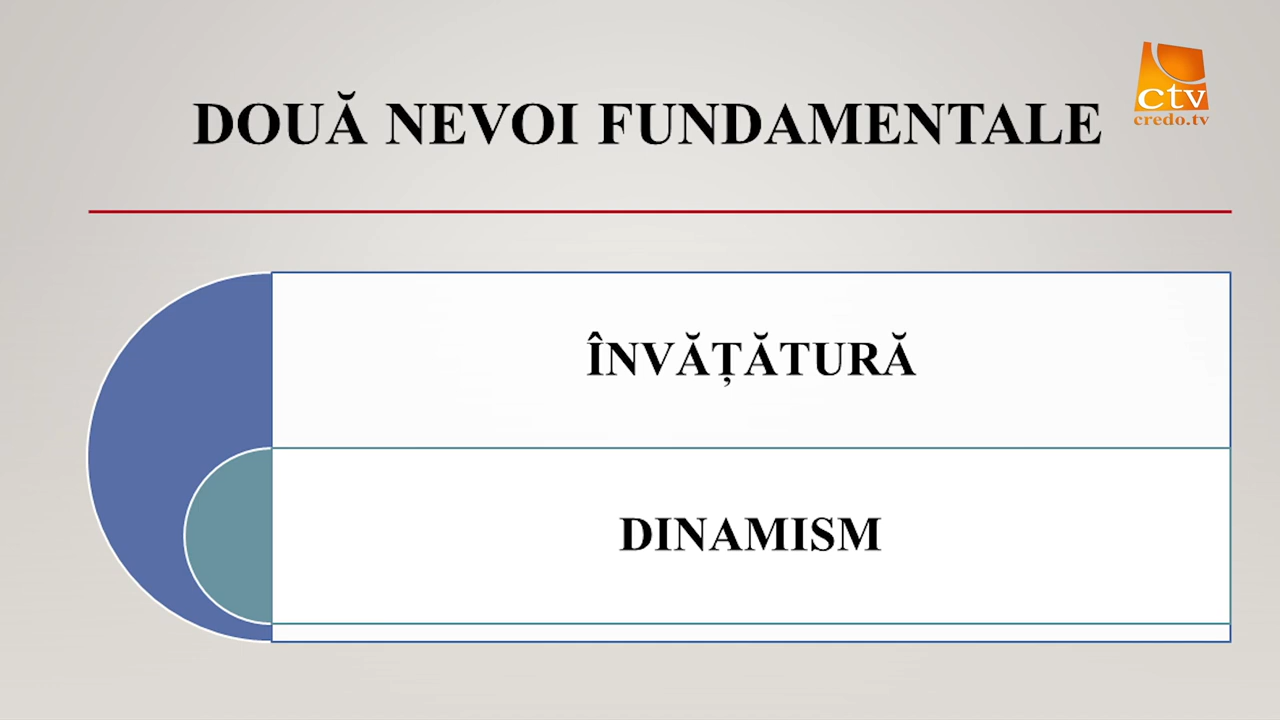 DOUĂ NEVOI FUNDAMENTALE
ctv
credo.tv
ÎNVĂȚĂTURĂ
DINAMISM